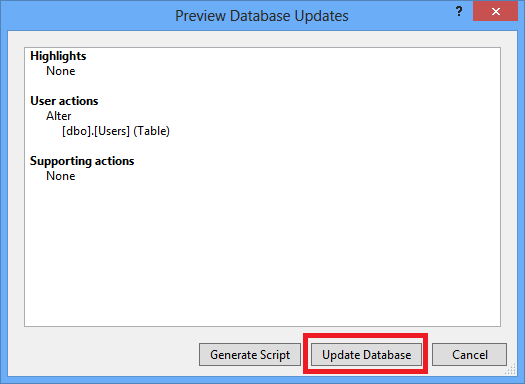 Preview Database Updates
?
Highlights
None
User actions
Alter
[dbo].[Users] (Table)
Supporting actions
None
Generate Script
Update Database
Cancel